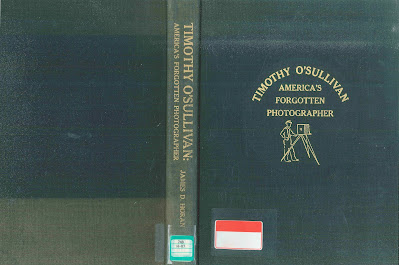 TIMOTHY O'SULLIVAN:
AMERICA'S FORGOTTEN PHOTOGRAPHER
JAMES D. HORAN
TIMOTHY O'SULLIVAN
AMERICA'S
FORGOTTEN
PHOTOGRAPHER